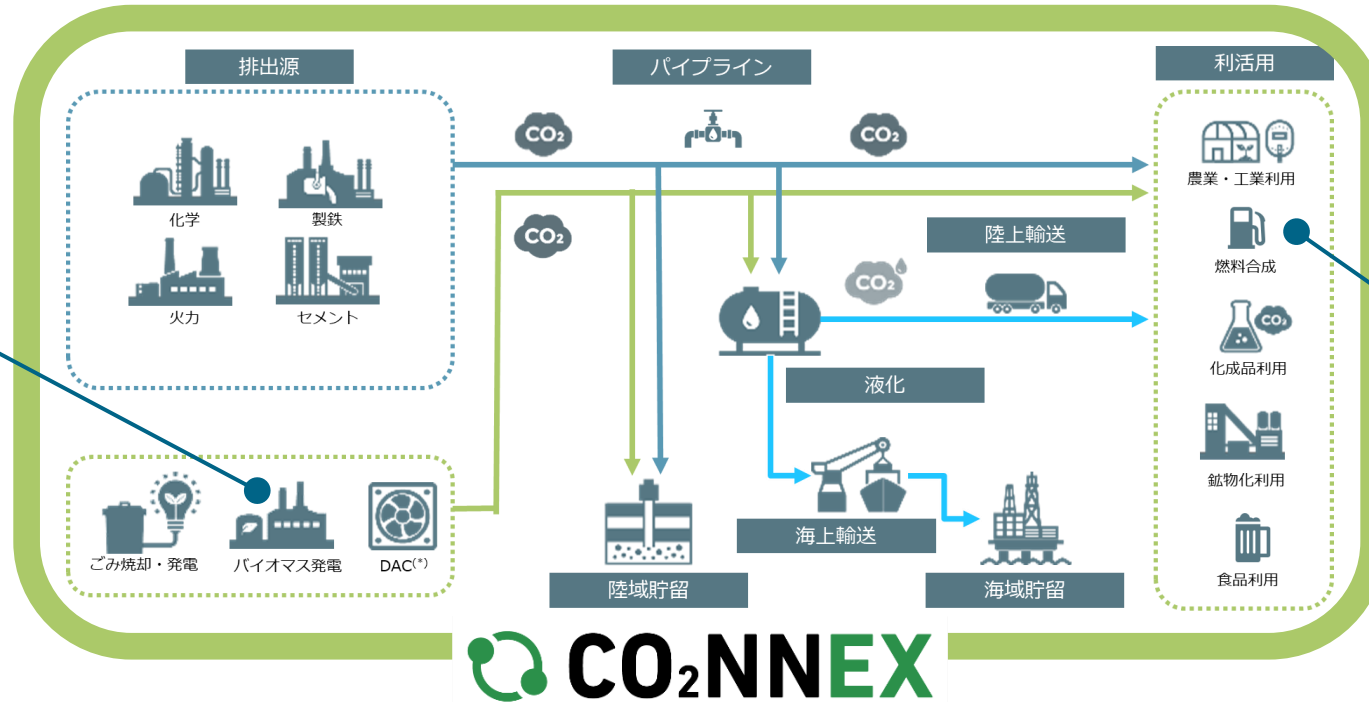 排出源
パイプライン
利活用
CO₂
CO₂
化学
製鉄
農業・工業利用
CO₂
陸上輸送
火力
セメント
CO₂
燃料合成
CO₂
化成品利用
液化
鉱物化利用
海上輸送
ごみ焼却・発電
バイオマス発電
DAC(*)
陸域貯留
海域貯留
食品利用
CO₂NNEX